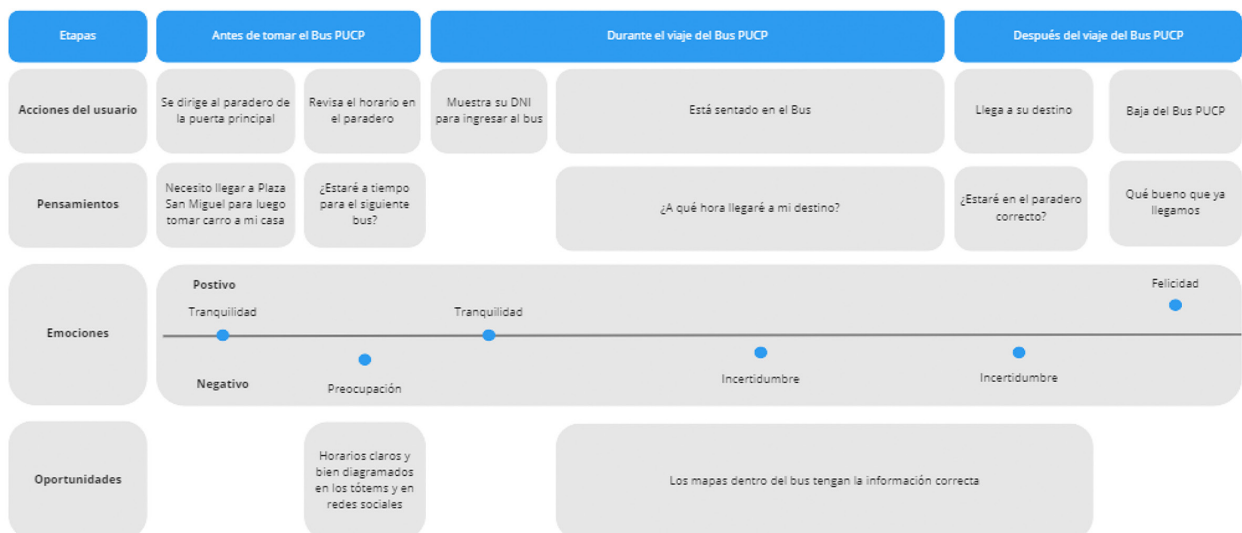 Etapas
Antes de tomar el Bus PUCP
Durante el viaje del Bus PUCP
Después del viaje del Bus PUCP
Acciones del usuario
Se dirige al paradero de
la puerta principal
Revisa el horario en
el paradero
Muestra su DNI
para ingresar al bus
Está sentado en el Bus
Llega a su destino
Baja del Bus PUCP
Pensamientos
Necesito llegar a Plaza
San Miguel para luego
tomar carro a mi casa
¿Estaré a tiempo
para el siguiente
bus?
¿A qué hora llegaré a mi destino?
¿Estaré en el paradero
correcto?
Qué bueno que ya
llegamos
Emociones
Postivo
Tranquilidad
Preocupación
Tranquilidad
Incertidumbre
Incertidumbre
Felicidad
Negativo
Oportunidades
Horarios claros y
bien diagramados
en los tótems y en
redes sociales
Los mapas dentro del bus tengan la información correcta